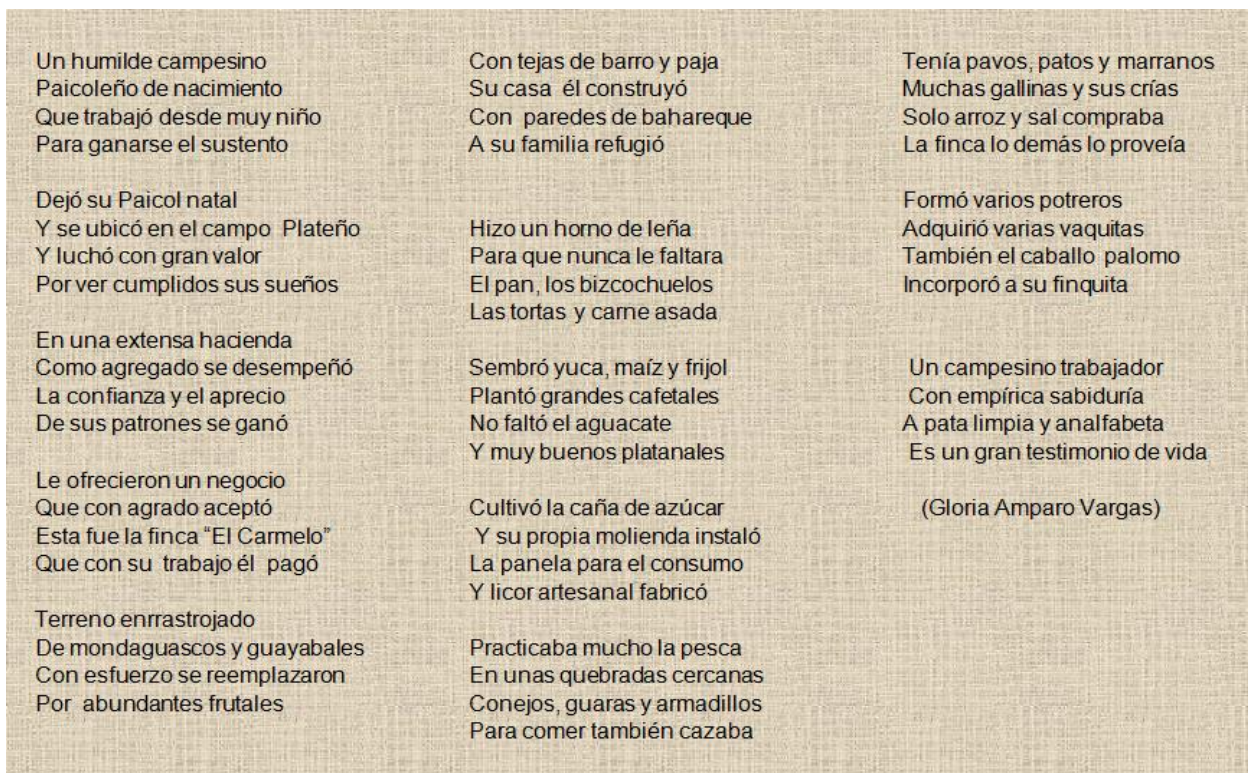 Un humilde campesino
Paicoleño de nacimiento
Que trabajó desde muy niño
Para ganarse el sustento
Dejó su Paicol natal
Y se ubicó en el campo Plateño
Y luchó con gran valor
Por ver cumplidos sus sueños
En una extensa hacienda
Como agregado se desempeñó
La confianza y el aprecio
De sus patrones se ganó
Le ofrecieron un negocio
Que con agrado aceptó
Esta fue la finca “El Carmelo”
Que con su trabajo él pagó
Terreno enrrastrojado
De mondaguascos y guayabales
Con esfuerzo se reemplazaron
Por abundantes frutales
Con tejas de barro y paja
Su casa él construyó
Con paredes de bahareque
A su familia refugió
Hizo un horno de leña
Para que nunca le faltara
El pan, los bizcochuelos
Las tortas y carne asada
Sembró yuca, maíz y frijol
Plantó grandes cafetales
No faltó el aguacate
Y muy buenos platanales
Cultivó la caña de azúcar
Y su propia molienda instaló
La panela para el consumo
Y licor artesanal fabricó
Practicaba mucho la pesca
En unas quebradas cercanas
Conejos, guaras y armadillos
Para comer también cazaba
Tenía pavos, patos y marranos
Muchas gallinas y sus crías
Solo arroz y sal compraba
La finca lo demás lo proveía
Formó varios potreros
Adquirió varias vaquitas
También el caballo palomo
Incorporó a su finquita
Un campesino trabajador
Con empírica sabiduría
A pata limpia y analfabeta
Es un gran testimonio de vida
(Gloria Amparo Vargas)